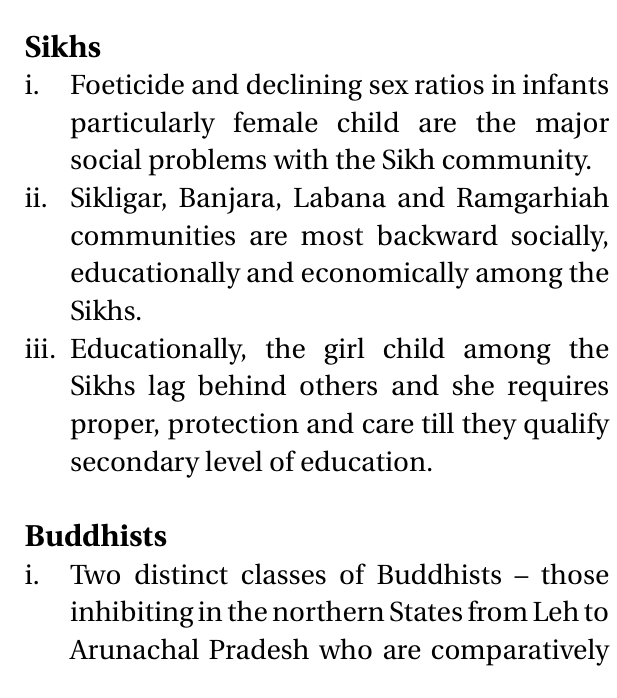 Sikhs
i. Foeticide and declining sex ratios in infants
particularly female child are the major
social problems with the Sikh community.
ii. Sikligar, Banjara, Labana and Ramgarhiah
communities are most backward socially,
educationally and economically among the
Sikhs.
iii. Educationally, the girl child among the
Sikhs lag behind others and she requires
proper, protection and care till they qualify
secondary level of education.
Buddhists
i. Two distinct classes of Buddhists – those
inhibiting in the northern States from Leh to
Arunachal Pradesh who are comparatively